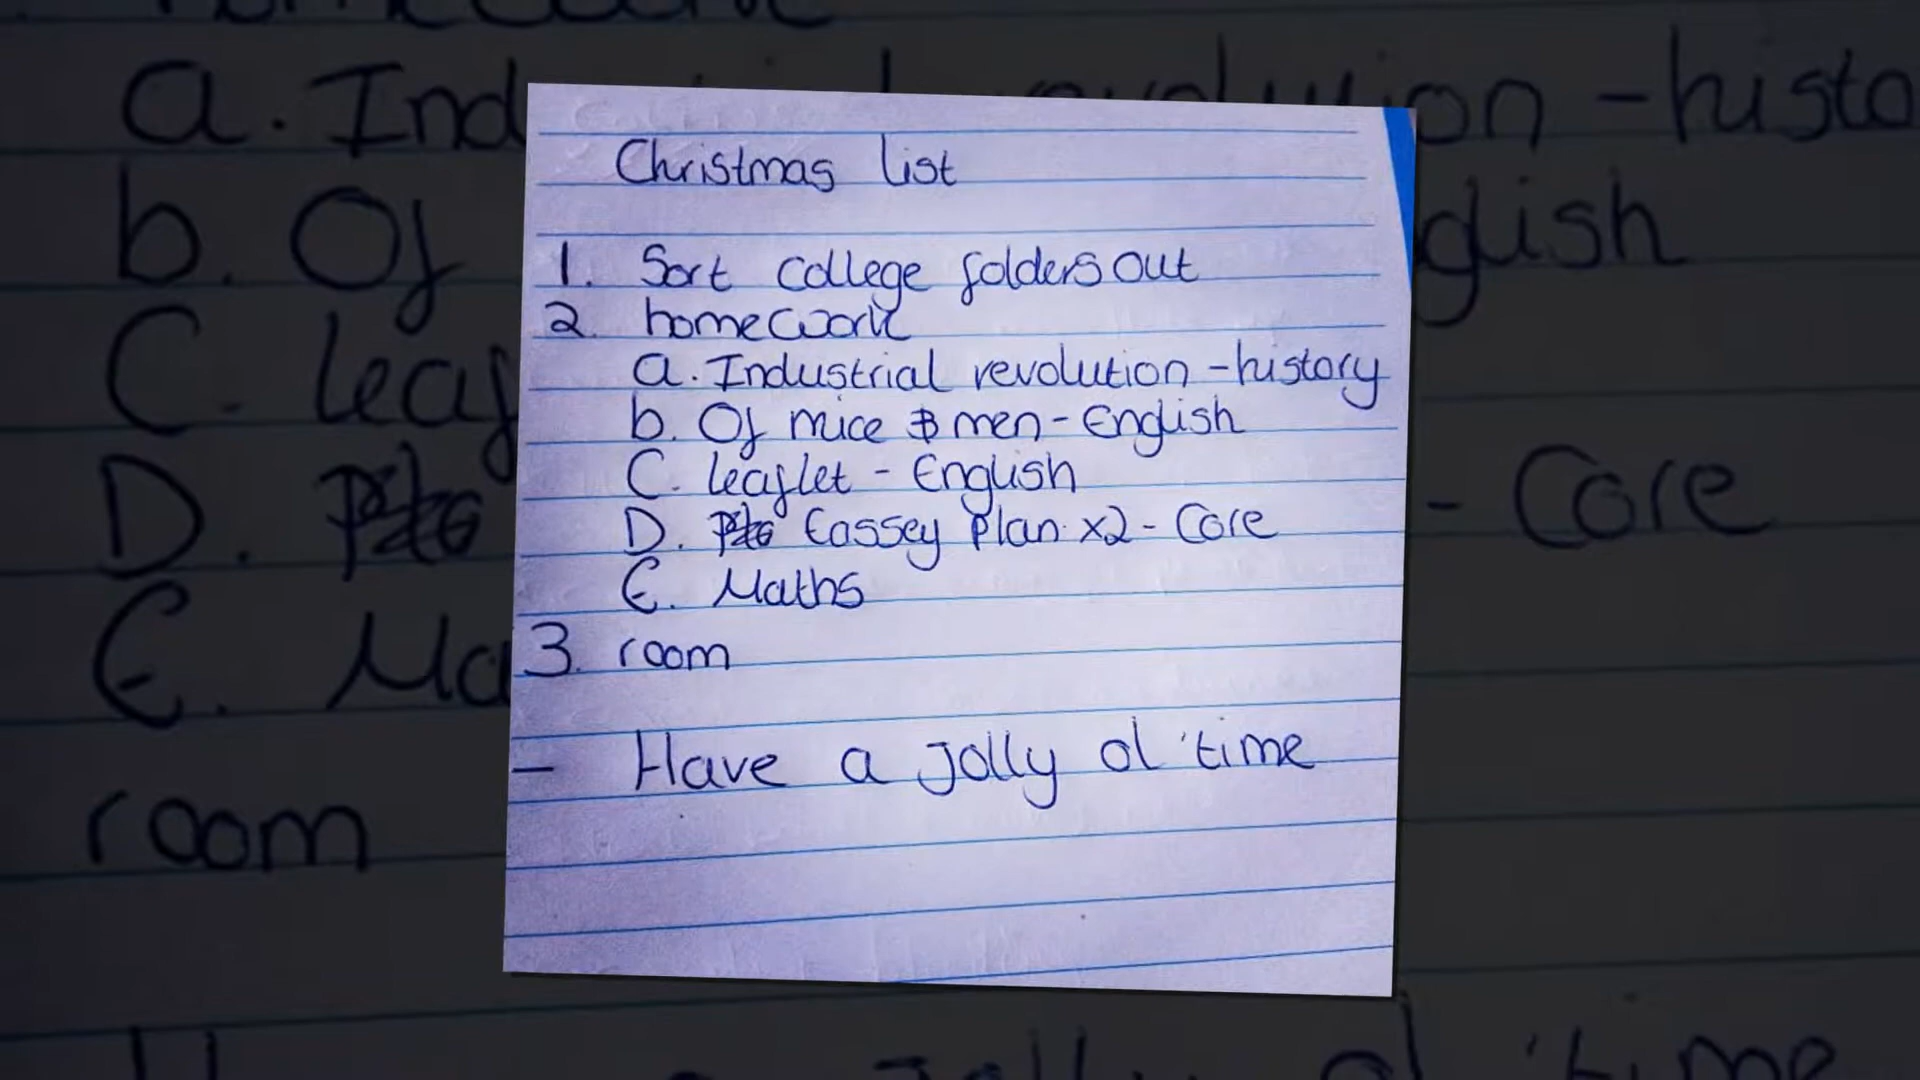 Christmas list
1. Sort college folders out
2. homework
a. Industrial revolution - history
b. Of mice & men - English
C. leaflet - English
D. Eassey Plan x2 - Core
E. Maths
3. room
- Have a jolly ol 'time